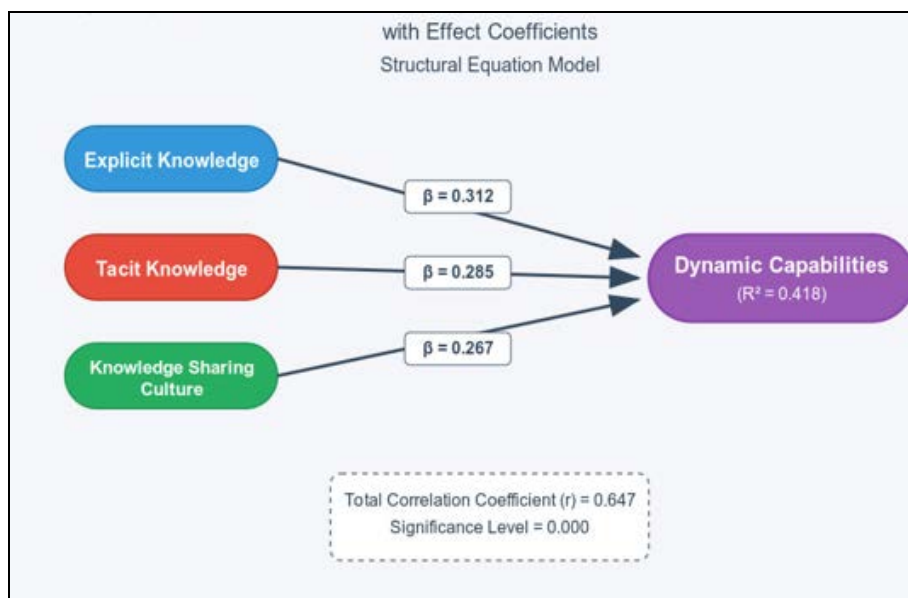 with Effect Coefficients
Structural Equation Model
Explicit Knowledge
β = 0.312
Tacit Knowledge
β = 0.285
Dynamic Capabilities
(R² = 0.418)
Knowledge Sharing
Culture
β = 0.267
Total Correlation Coefficient (r) = 0.647
Significance Level = 0.000